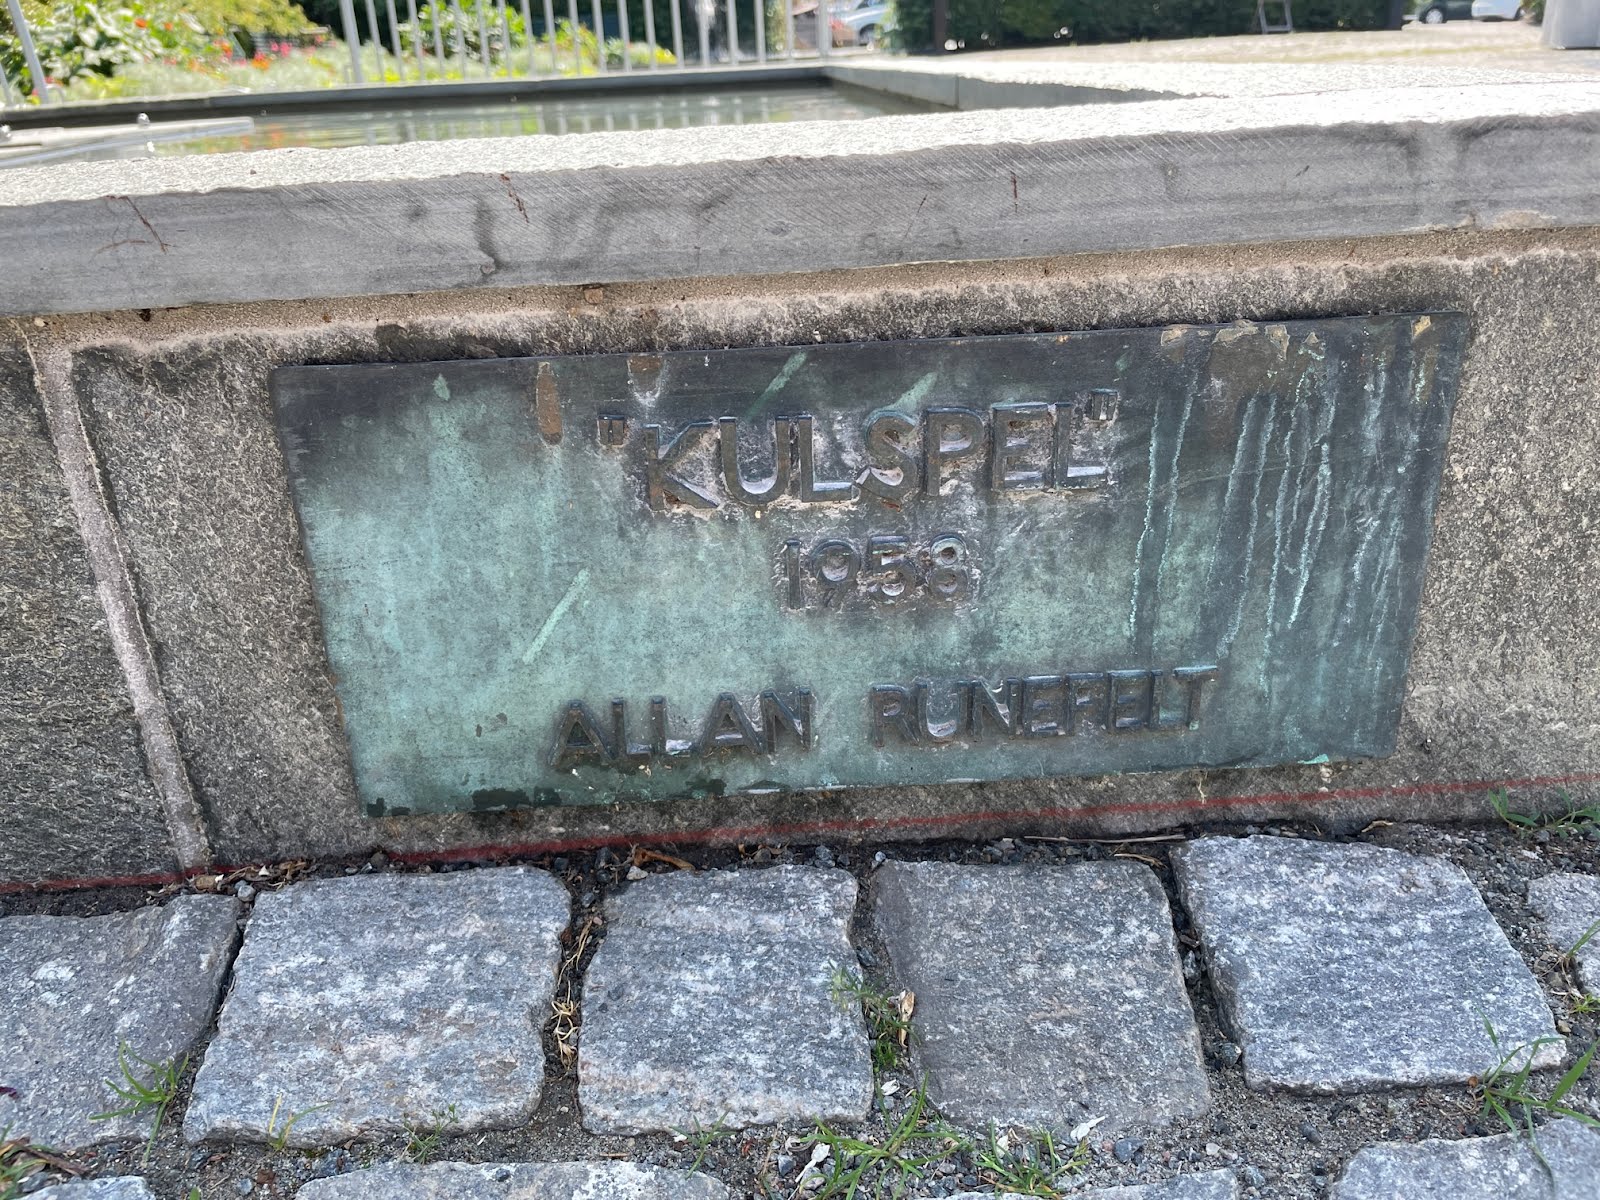 "KULSPEL"
1958
ALLAN RUNEFELT